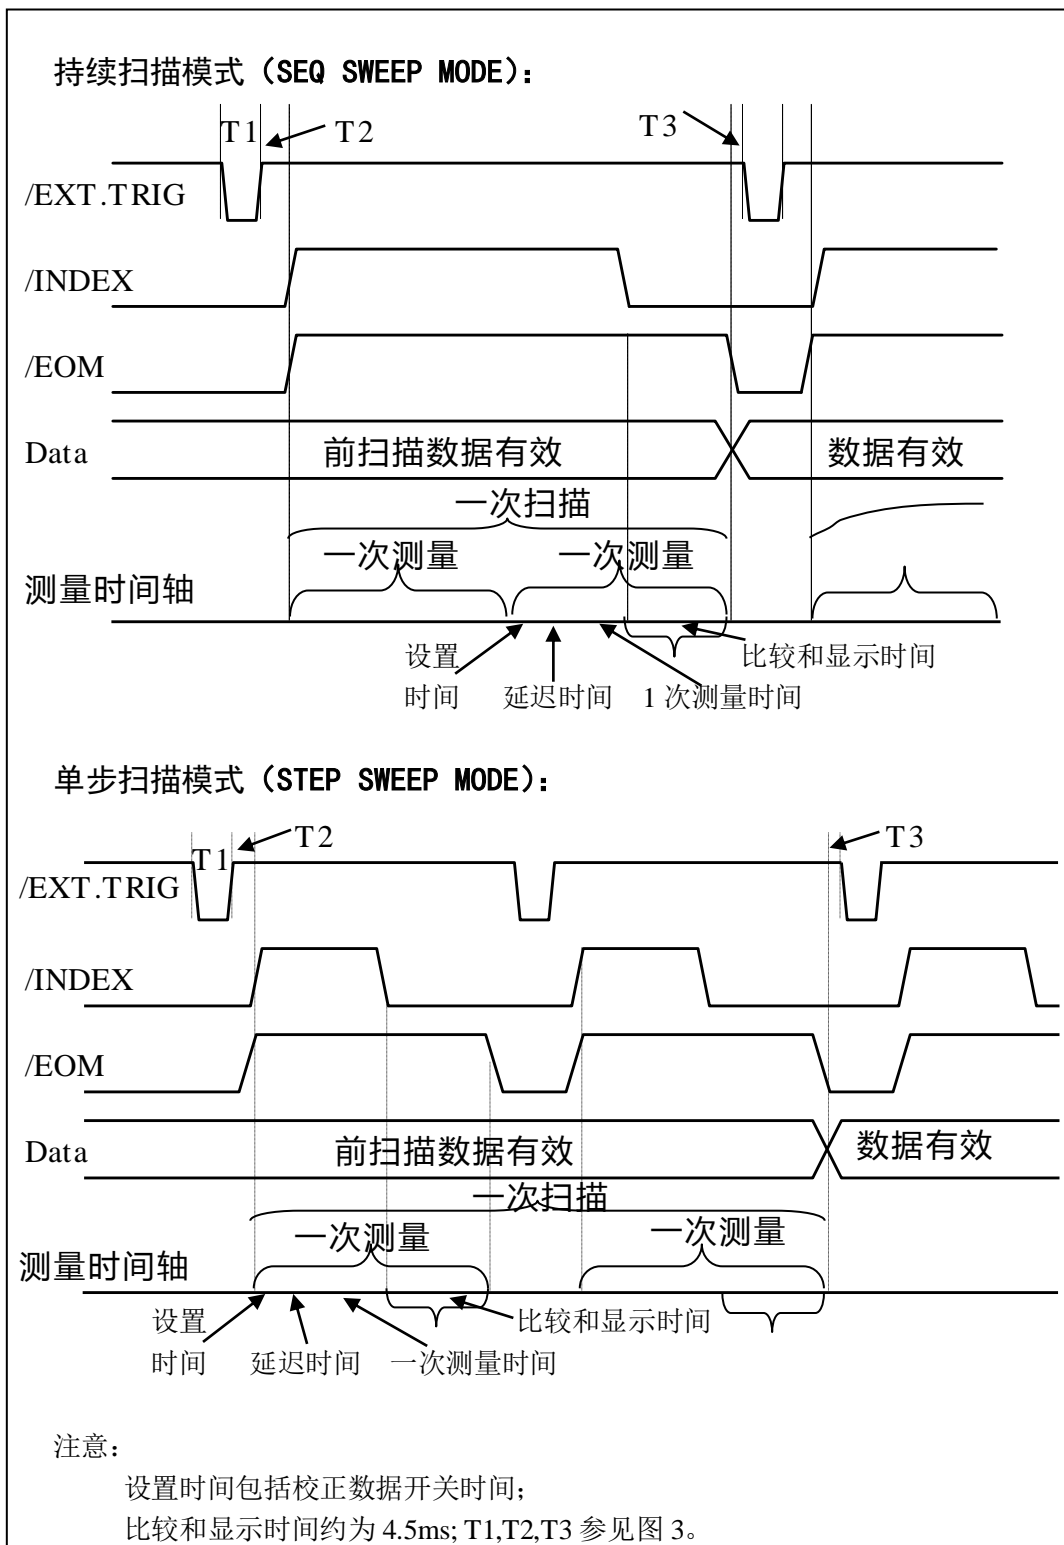 持续扫描模式（SEQ SWEEP MODE）：
T1 T2 T3
/EXT.TRIG
/INDEX
/EOM
Data 前扫描数据有效 数据有效
一次扫描
一次测量 一次测量
测量时间轴
设置 比较和显示时间
时间 延迟时间 1 次测量时间
单步扫描模式（STEP SWEEP MODE）：
T1 T2 T3
/EXT.TRIG
/INDEX
/EOM
Data 前扫描数据有效 数据有效
一次扫描
一次测量 一次测量
测量时间轴
设置 比较和显示时间
时间 延迟时间 一次测量时间
注意：
设置时间包括校正数据开关时间；
比较和显示时间约为 4.5ms; T1,T2,T3 参见图 3。